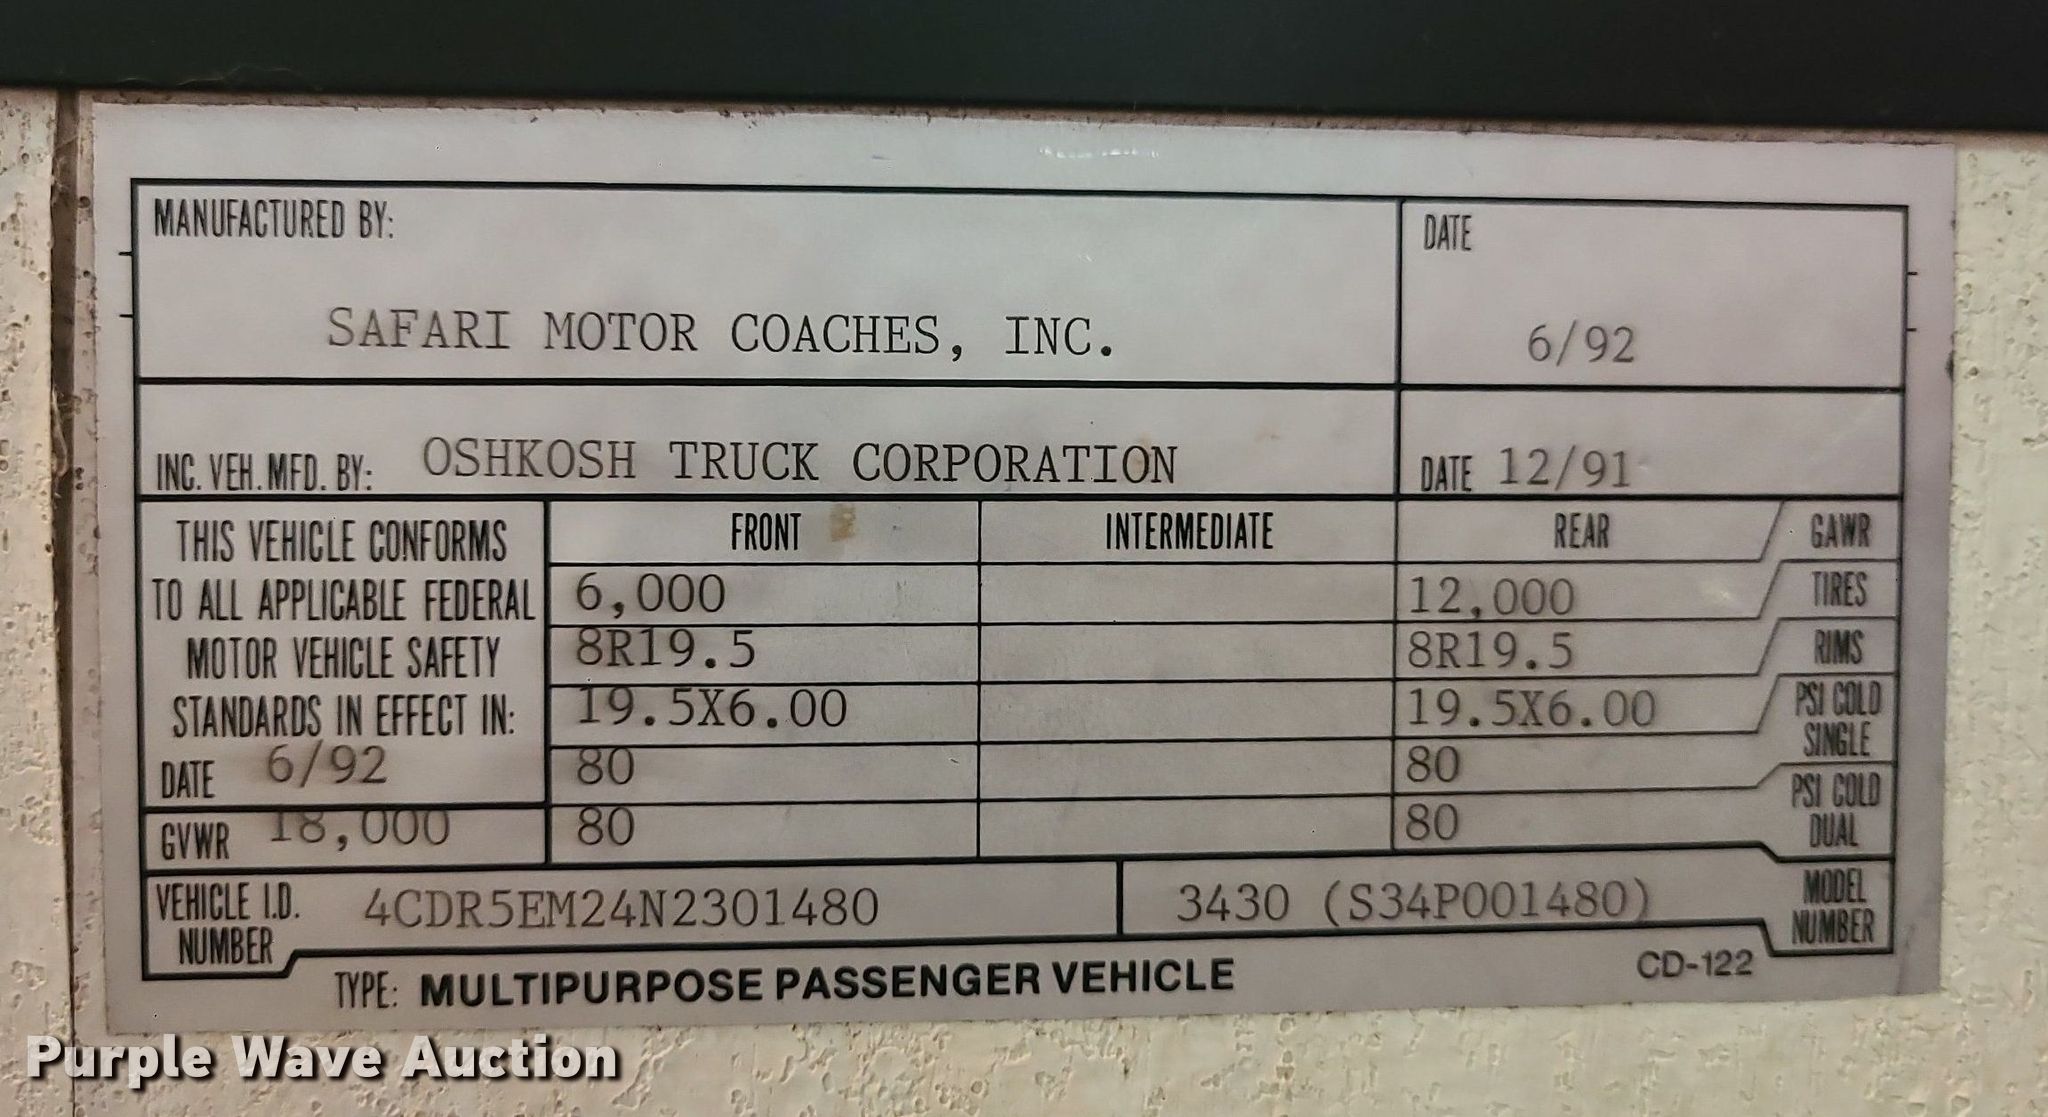 MANUFACTURED BY:
DATE
SAFARI MOTOR COACHES, INC.
6/92
INC. VEH. MFD. BY: OSHKOSH TRUCK CORPORATION
DATE 12/91
THIS VEHICLE CONFORMS
TO ALL APPLICABLE FEDERAL
MOTOR VEHICLE SAFETY
STANDARDS IN EFFECT IN:
DATE 6/92
GVWR 18,000
FRONT INTERMEDIATE REAR GAWR
6,000 12,000 TIRES
8R19.5 8R19.5 RIMS
19.5X6.00 19.5X6.00 PSI COLD
SINGLE
80 80 PSI COLD
DUAL
80 80
VEHICLE I.D.
NUMBER
4CDR5EM24N2301480
3430 (S34P001480)
MODEL
NUMBER
TYPE: MULTIPURPOSE PASSENGER VEHICLE
CD-122
Purple Wave Auction